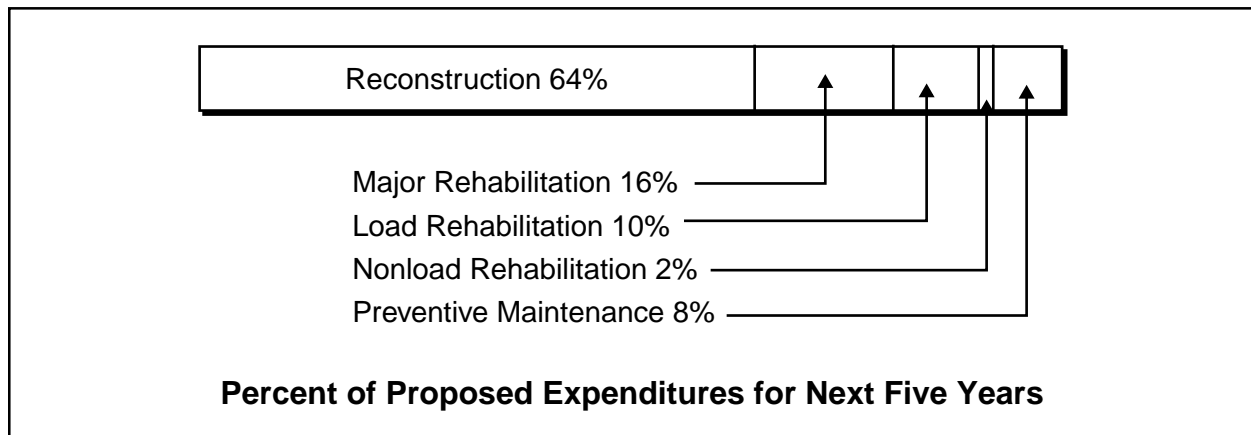 Reconstruction 64%
Major Rehabilitation 16%
Load Rehabilitation 10%
Nonload Rehabilitation 2%
Preventive Maintenance 8%
Percent of Proposed Expenditures for Next Five Years